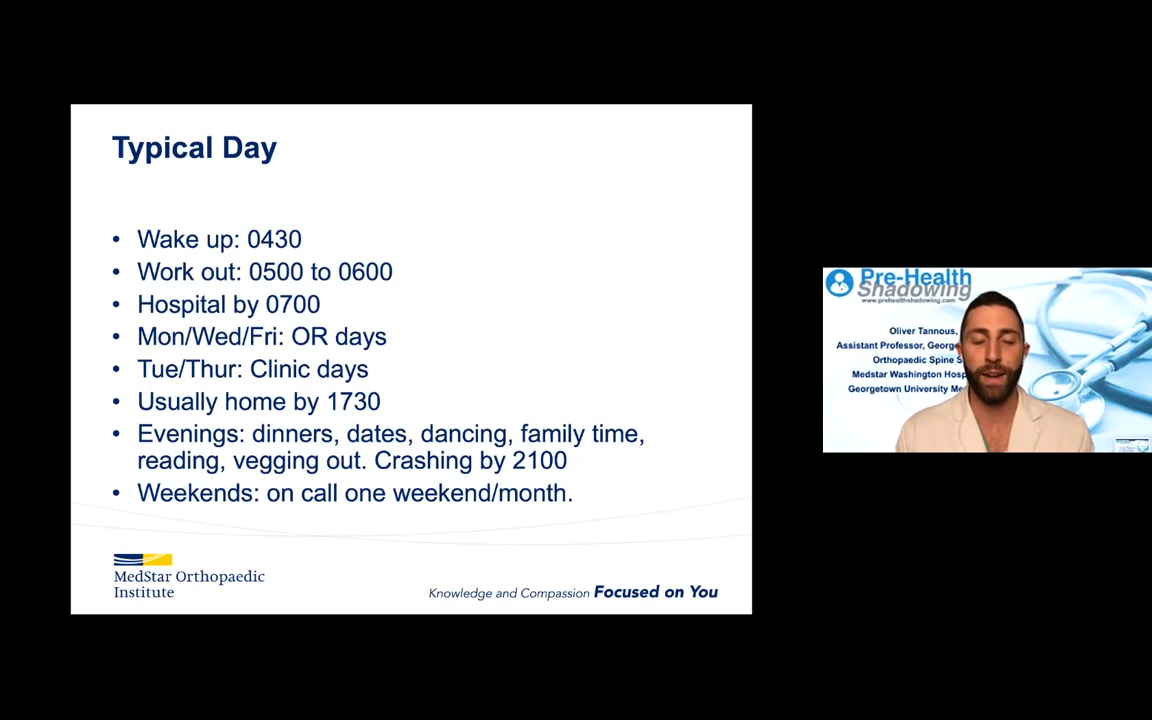 Typical Day
• Wake up: 0430
• Work out: 0500 to 0600
• Hospital by 0700
• Mon/Wed/Fri: OR days
• Tue/Thur: Clinic days
• Usually home by 1730
• Evenings: dinners, dates, dancing, family time,
reading, vegging out. Crashing by 2100
• Weekends: on call one weekend/month.
MedStar Orthopaedic
Institute
Knowledge and Compassion Focused on You
Pre-Health
Shadowing
www.prehealthshadowing.com
Oliver Tannous,
Assistant Professor,
Orthopaedic Spine
Medstar Washington
Georgetown University